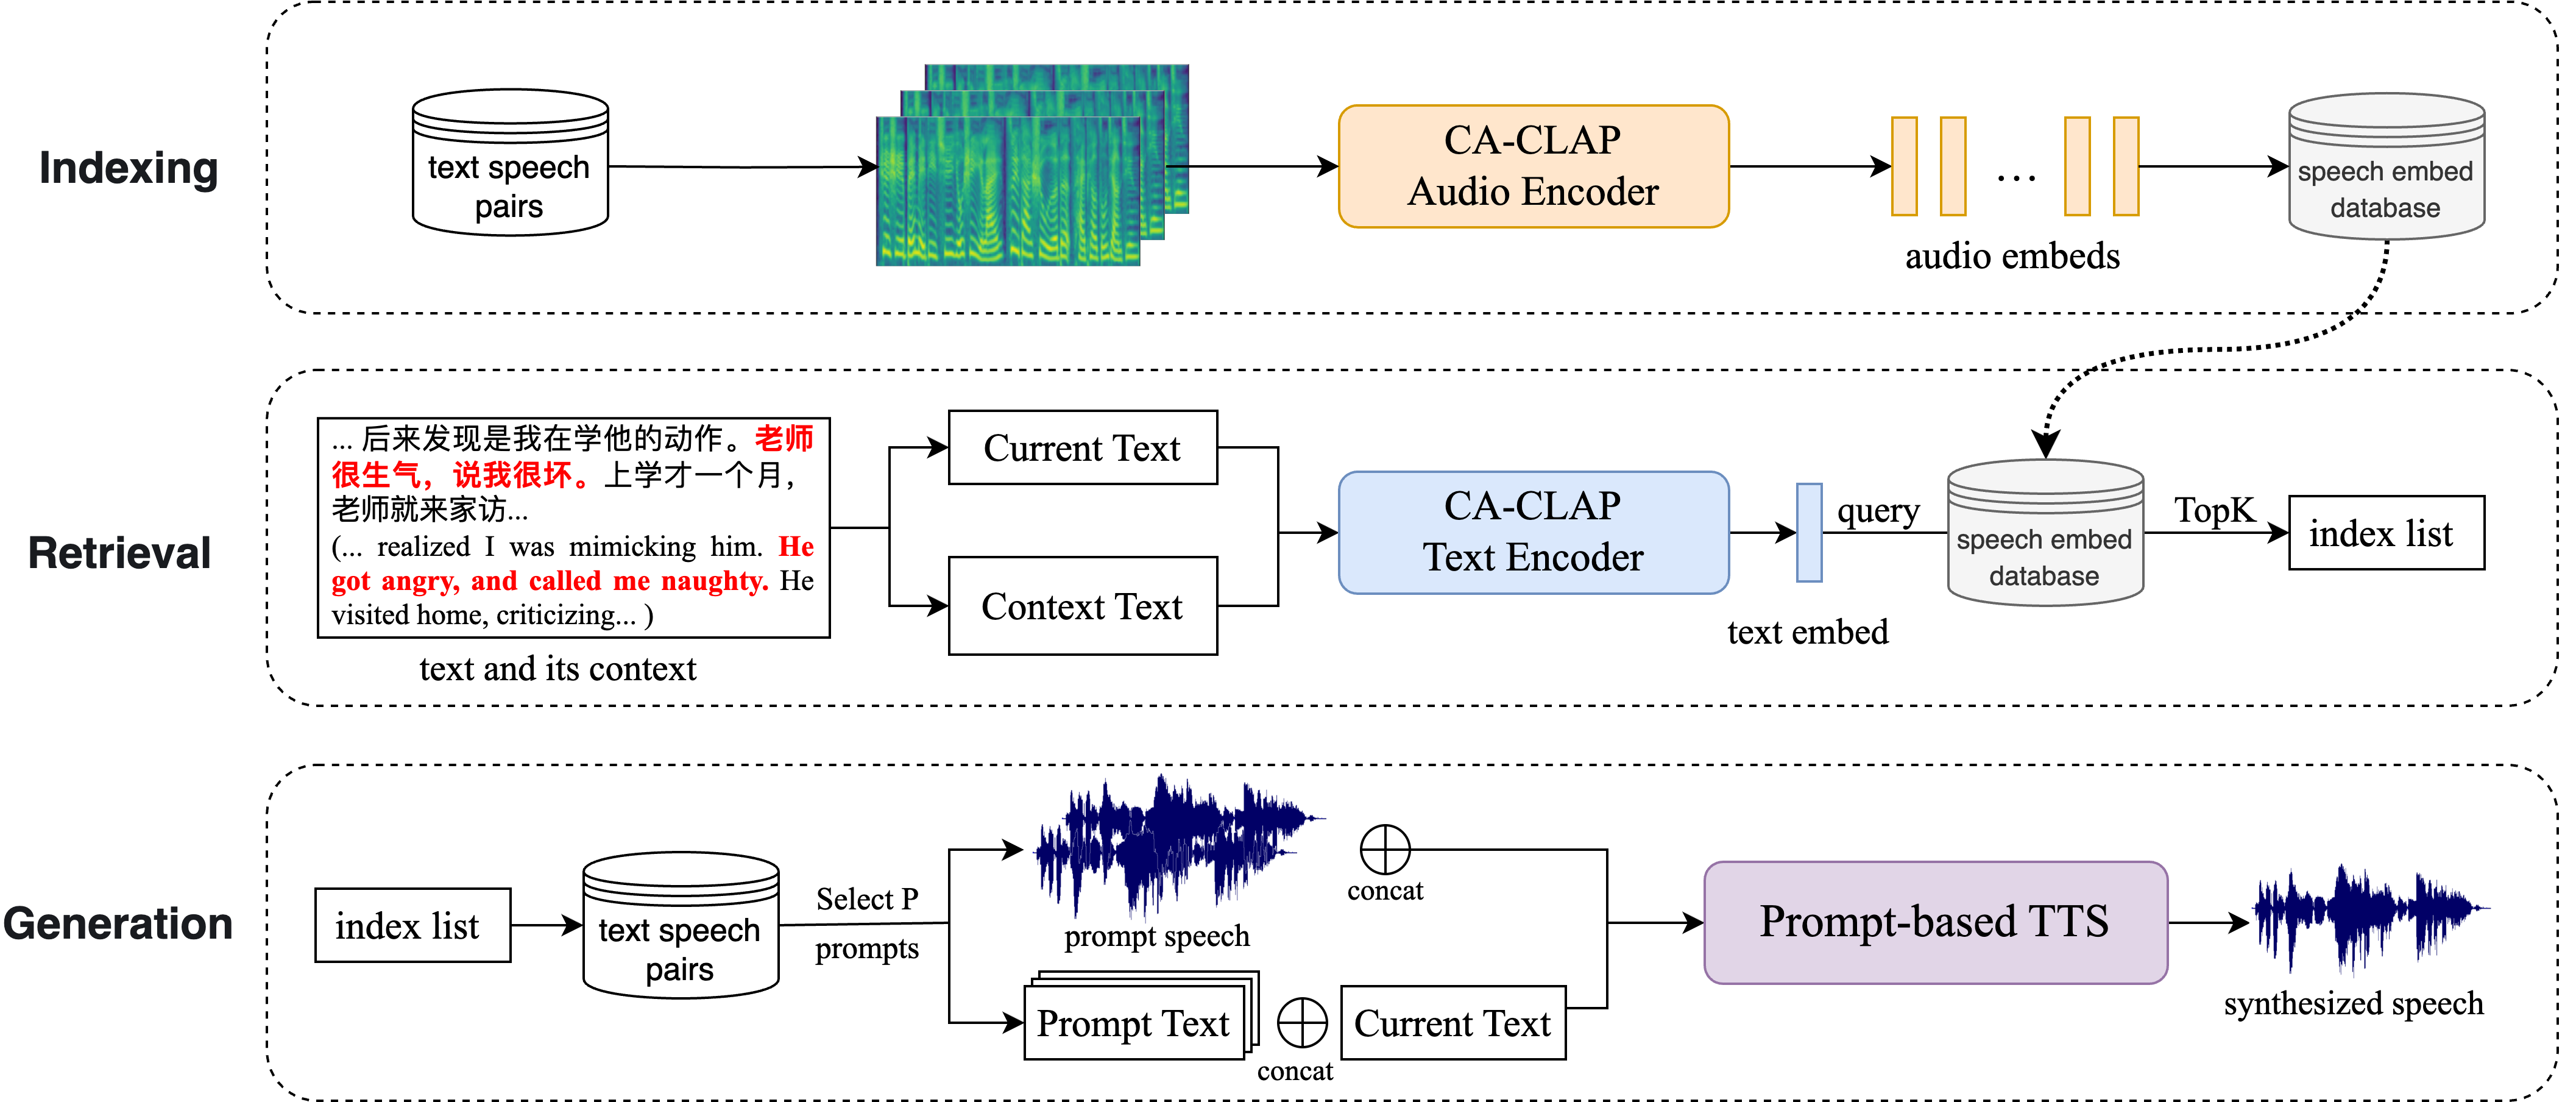 Indexing
text speech
pairs
CA-CLAP
Audio Encoder
...
audio embeds
speech embed
database
Retrieval
... 后来发现是我在学他的动作。老师
很生气，说我很坏。上学才一个月，
老师就来家访...
(... realized I was mimicking him. He
got angry, and called me naughty. He
visited home, criticizing... )
text and its context
Current Text
Context Text
CA-CLAP
Text Encoder
text embed
query
speech embed
database
TopK
index list
Generation
index list
text speech
pairs
Select P
prompts
prompt speech
concat
Prompt Text
concat
Current Text
Prompt-based TTS
synthesized speech